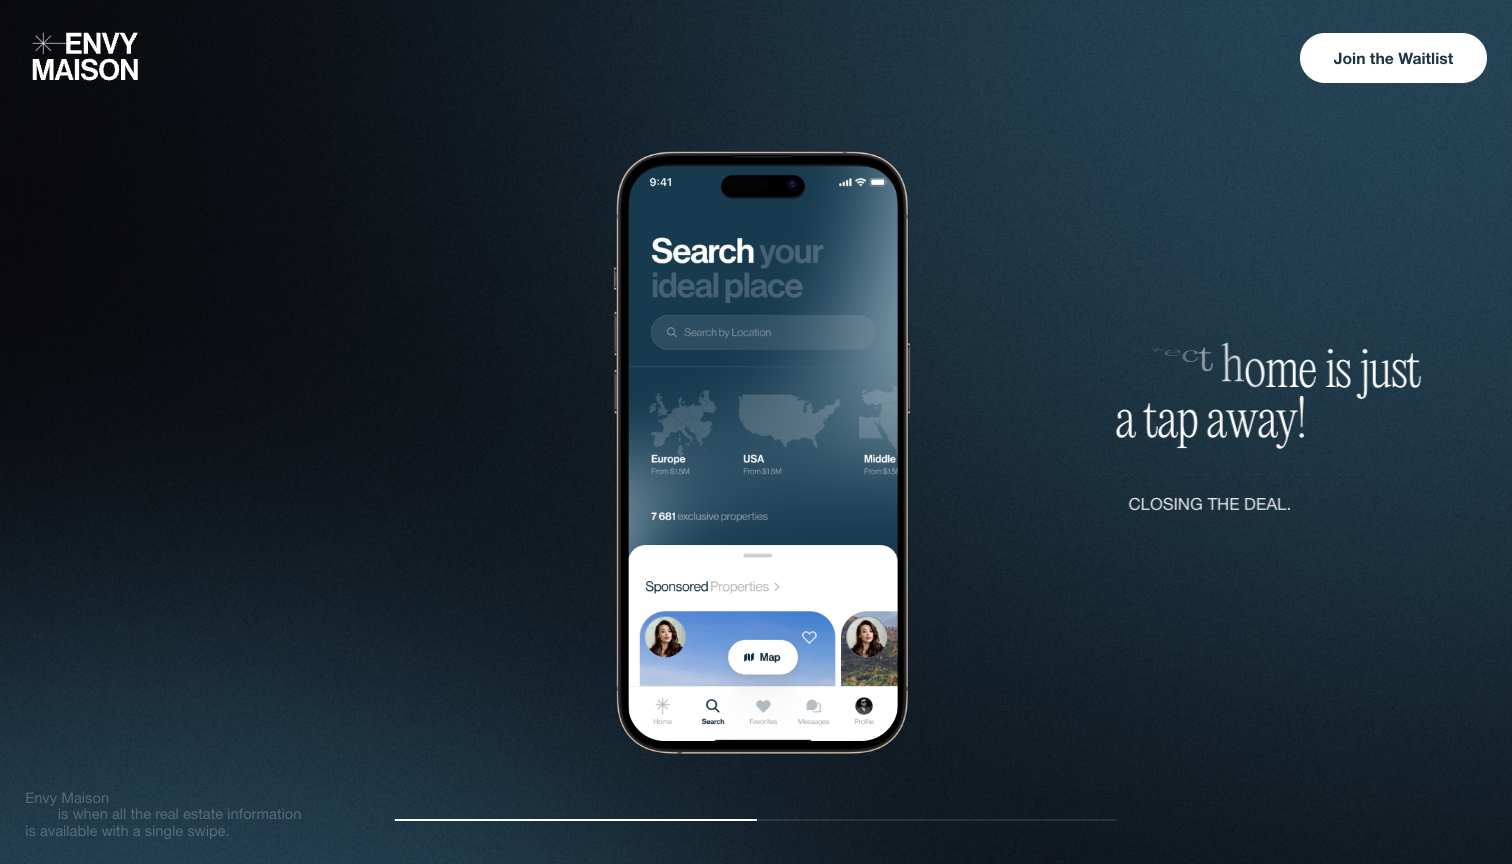 ENVY
MAISON
Join the Waitlist
9:41
Search your
ideal place
Search by Location
Europe
From $1.5M
USA
From $1.5M
Middle
7 681 exclusive properties
Sponsored Properties
Map
Home
Search
Favorites
Messages
Profile
home is just
a tap away!
CLOSING THE DEAL.
Envy Maison
is when all the real estate information
is available with a single swipe.